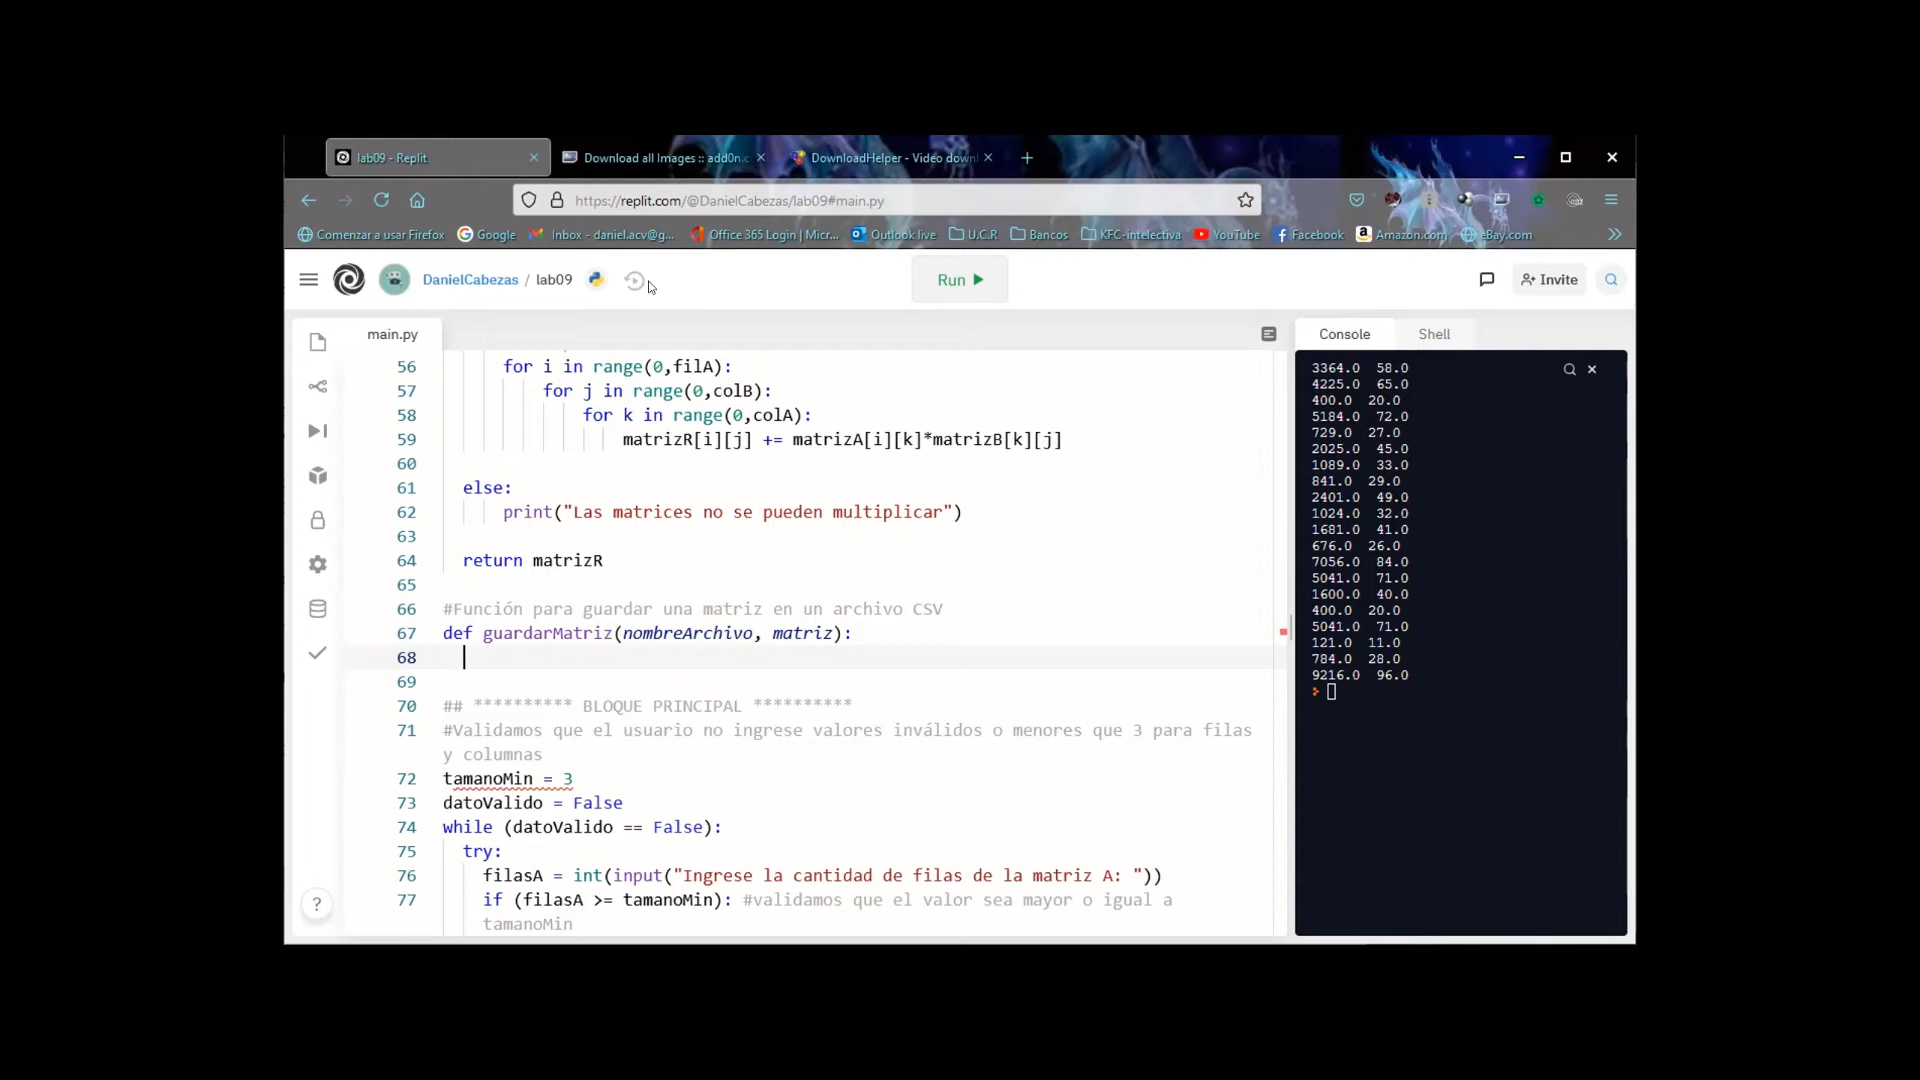 lab09 - Replit
Download all Images :: add0n.c
DownloadHelper - Video down
https://replit.com/@DanielCabezas/lab09#main.py
Comenzar a usar Firefox
Google
Inbox - daniel.acv@g...
Office 365 Login | Micr...
Outlook live
U.C.R
Bancos
KFC-intelectiva
YouTube
Facebook
Amazon.com
eBay.com
DanielCabezas / lab09
Run
Invite
main.py
56 for i in range(0,filA):
57 for j in range(0,colB):
58 for k in range(0,colA):
59 matrizR[i][j] += matrizA[i][k]*matrizB[k][j]
60
61 else:
62 print("Las matrices no se pueden multiplicar")
63
64 return matrizR
65
66 #Función para guardar una matriz en un archivo CSV
67 def guardarMatriz(nombreArchivo, matriz):
68
69
70 ## ********** BLOQUE PRINCIPAL **********
71 #Validamos que el usuario no ingrese valores inválidos o menores que 3 para filas
y columnas
72 tamanoMin = 3
73 datoValido = False
74 while (datoValido == False):
75 try:
76 filasA = int(input("Ingrese la cantidad de filas de la matriz A: "))
77 if (filasA >= tamanoMin): #validamos que el valor sea mayor o igual a
tamanoMin
?
Console
Shell
3364.0 58.0
4225.0 65.0
400.0 20.0
5184.0 72.0
729.0 27.0
2025.0 45.0
1089.0 33.0
841.0 29.0
2401.0 49.0
1024.0 32.0
1681.0 41.0
676.0 26.0
7056.0 84.0
5041.0 71.0
1600.0 40.0
400.0 20.0
5041.0 71.0
121.0 11.0
784.0 28.0
9216.0 96.0